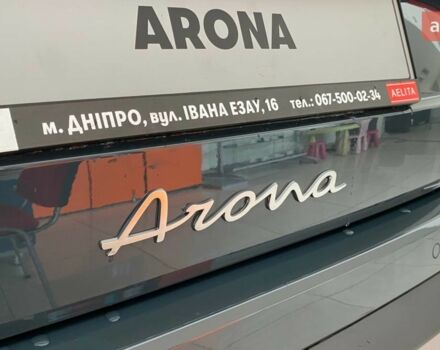 ARONA
м. ДНІПРО, вул. ІВАНА ЕЗАУ, 16 тел.: 067-500-02-34
AELITA
Arona